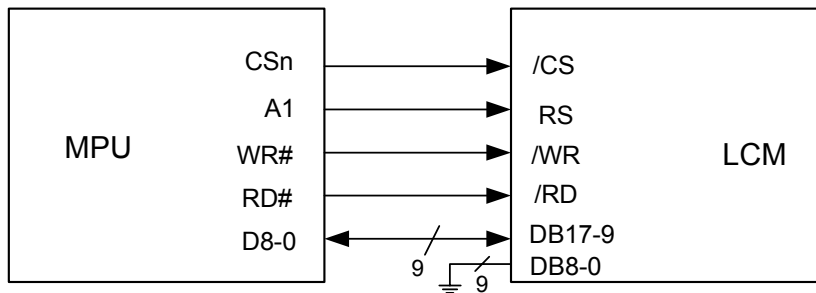 CSn
/CS
A1
RS
MPU
WR#
/WR
LCM
RD#
/RD
D8-0
9
DB17-9
9
DB8-0